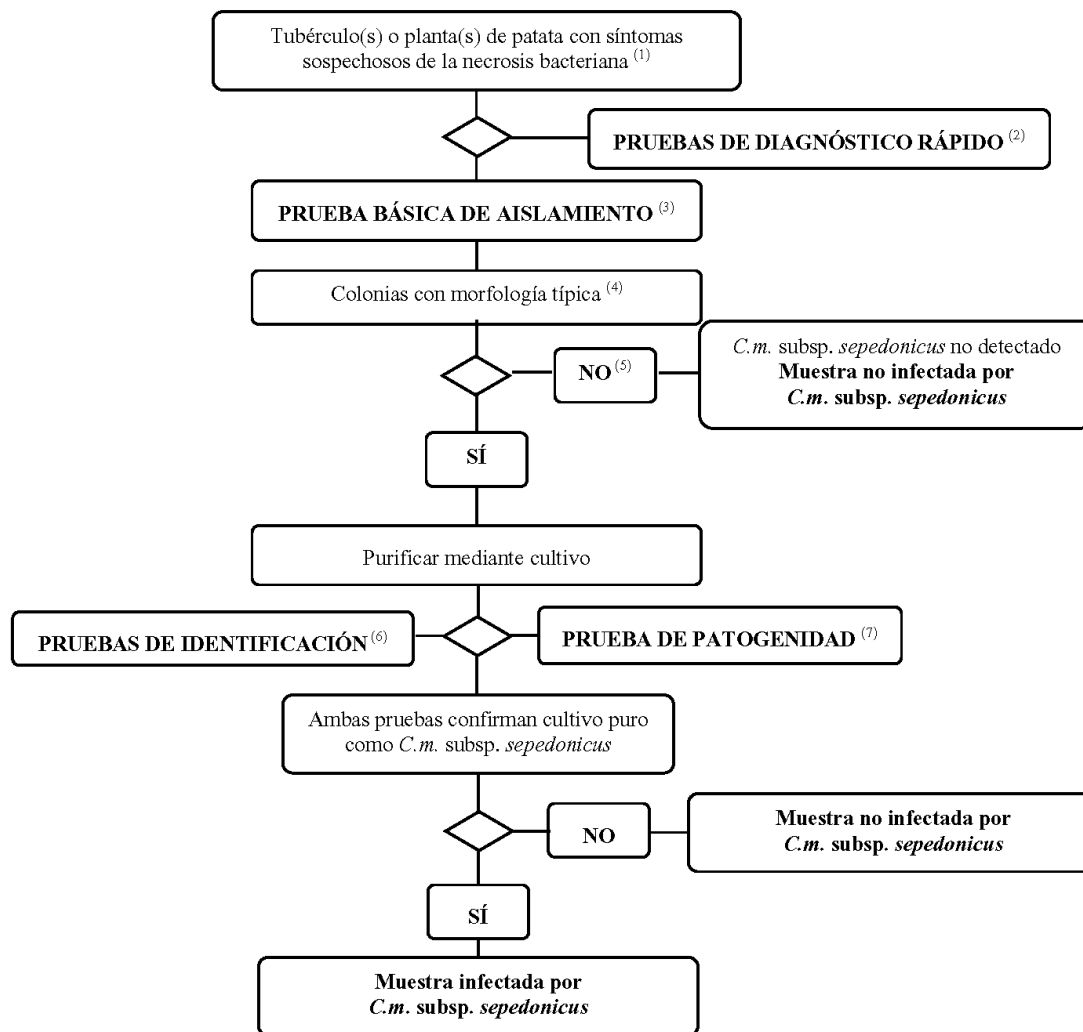 Tubérculo(s) o planta(s) de patata con síntomas
sospechosos de la necrosis bacteriana (1)
PRUEBAS DE DIAGNÓSTICO RÁPIDO (2)
PRUEBA BÁSICA DE AISLAMIENTO (3)
Colonias con morfología típica (4)
NO (5)
C.m. subsp. sepedonicus no detectado
Muestra no infectada por
C.m. subsp. sepedonicus
SÍ
Purificar mediante cultivo
PRUEBAS DE IDENTIFICACIÓN (6)
PRUEBA DE PATOGENIDAD (7)
Ambas pruebas confirman cultivo puro
como C.m. subsp. sepedonicus
NO
Muestra no infectada por
C.m. subsp. sepedonicus
SÍ
Muestra infectada por
C.m. subsp. sepedonicus